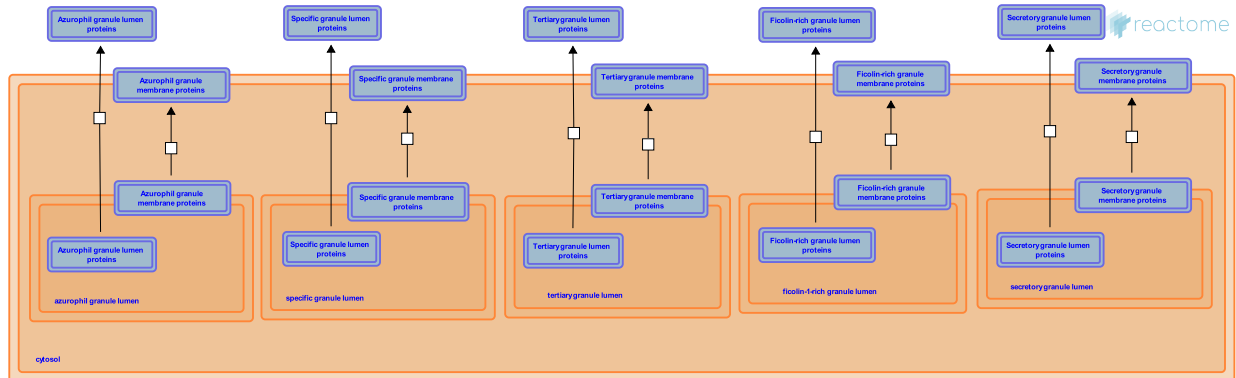 Azurophil granule lumen
proteins
Specific granule lumen
proteins
Tertiary granule lumen
proteins
Ficolin-rich granule lumen
proteins
Secretory granule lumen
proteins
reactome
Azurophil granule
membrane proteins
Specific granule membrane
proteins
Tertiary granule membrane
proteins
Ficolin-rich granule
membrane proteins
Secretory granule
membrane proteins
Azurophil granule
membrane proteins
Specific granule membrane
proteins
Tertiary granule membrane
proteins
Ficolin-rich granule
membrane proteins
Secretory granule
membrane proteins
Azurophil granule lumen
proteins
Specific granule lumen
proteins
Tertiary granule lumen
proteins
Ficolin-rich granule lumen
proteins
Secretory granule lumen
proteins
azurophil granule lumen
specific granule lumen
tertiary granule lumen
ficolin-1-rich granule lumen
secretory granule lumen
cytosol